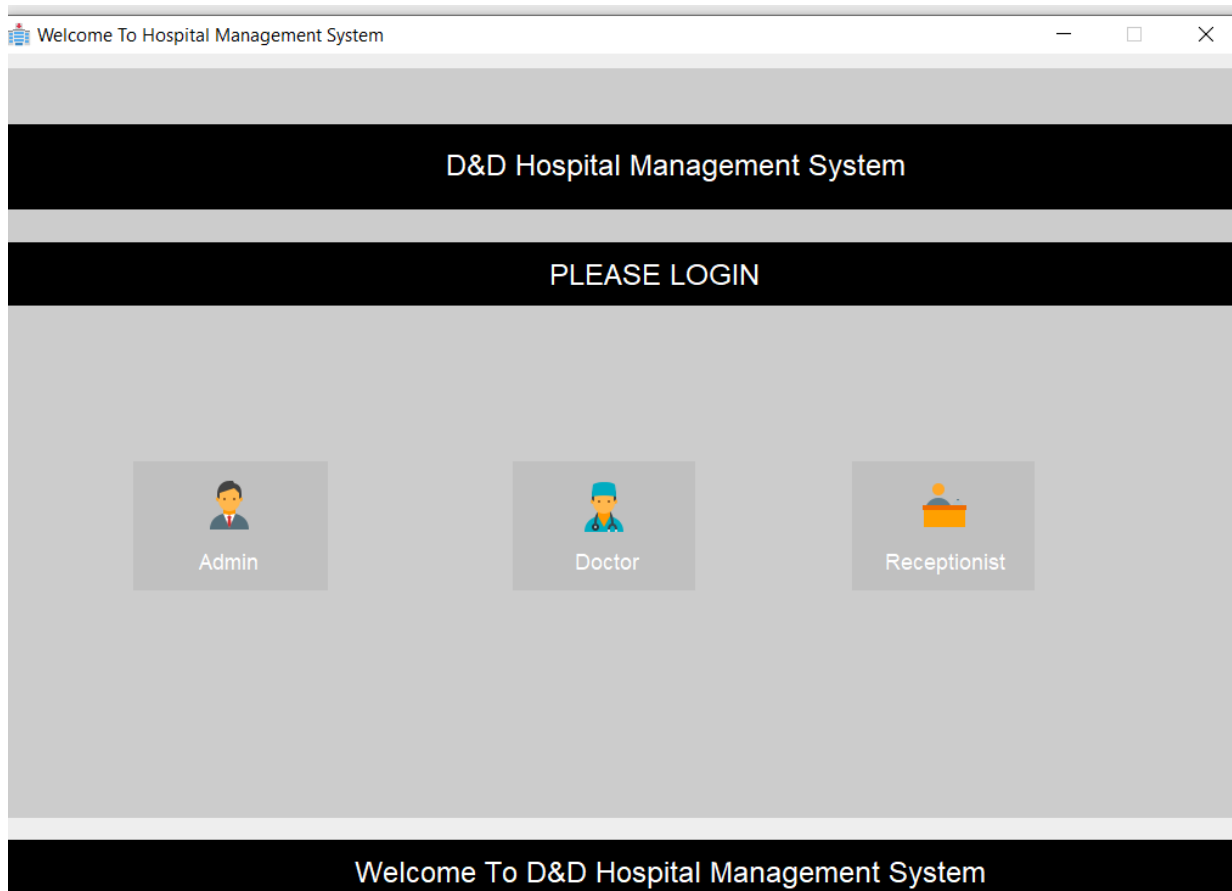 Welcome To Hospital Management System
D&D Hospital Management System
PLEASE LOGIN
Admin
Doctor
Receptionist
Welcome To D&D Hospital Management System